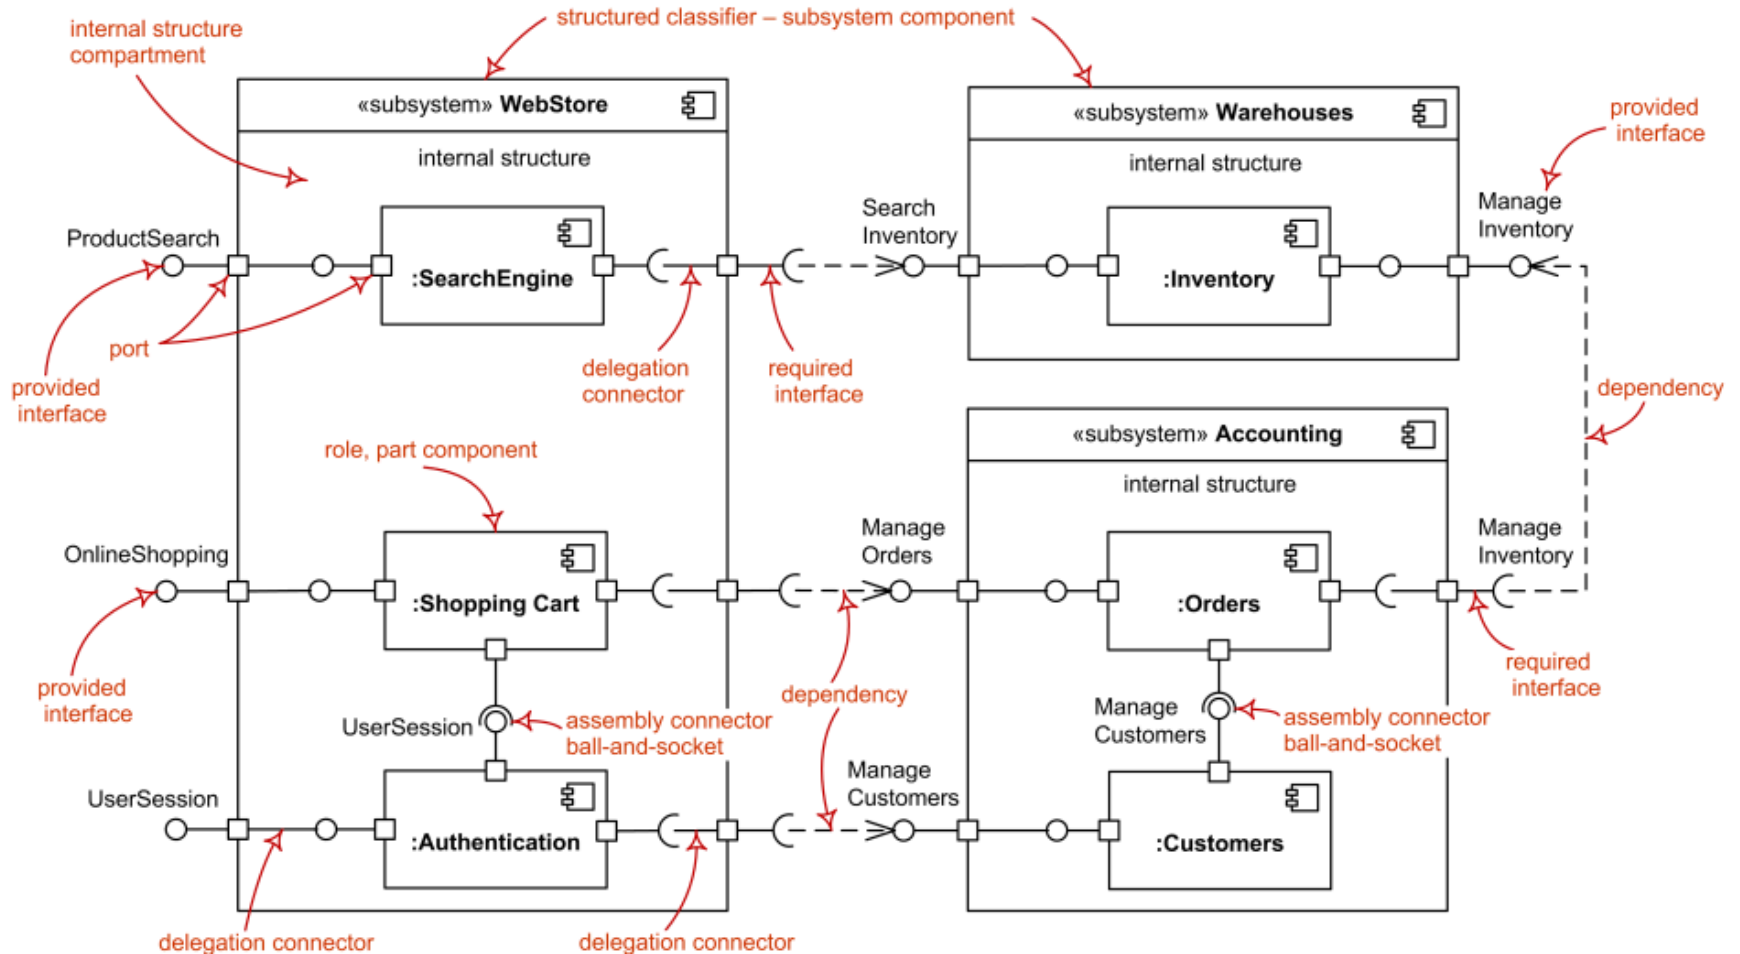 structured classifier – subsystem component
internal structure
compartment
«subsystem» WebStore
internal structure
«subsystem» Warehouses
internal structure
provided
interface
ProductSearch
:SearchEngine
Search
Inventory
:Inventory
Manage
Inventory
port
provided
interface
delegation
connector
required
interface
dependency
role, part component
«subsystem» Accounting
internal structure
OnlineShopping
:Shopping Cart
Manage
Orders
:Orders
Manage
Inventory
provided
interface
dependency
required
interface
UserSession
assembly connector
ball-and-socket
Manage
Customers
assembly connector
ball-and-socket
UserSession
:Authentication
Manage
Customers
:Customers
delegation connector
delegation connector